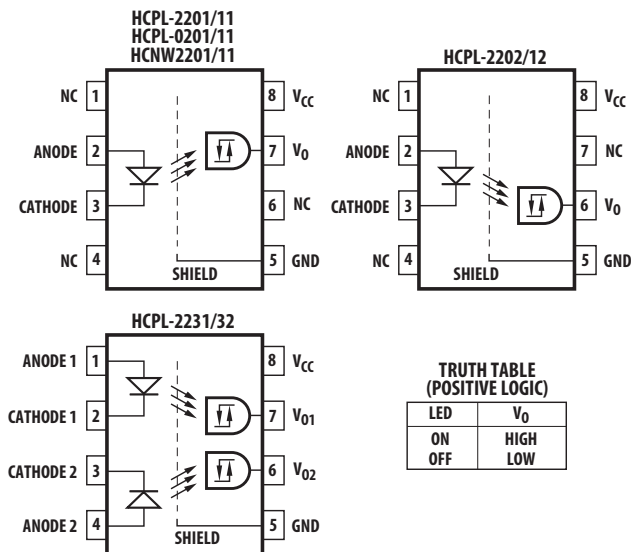 HCPL-2201/11
HCPL-0201/11
HCNW2201/11
NC 1
ANODE 2
CATHODE 3
NC 4
8 VCC
7 VO
6 NC
5 GND
SHIELD
HCPL-2202/12
NC 1
ANODE 2
CATHODE 3
NC 4
8 VCC
7 NC
6 VO
5 GND
SHIELD
HCPL-2231/32
ANODE 1 1
CATHODE 1 2
CATHODE 2 3
ANODE 2 4
8 VCC
7 VO1
6 VO2
5 GND
SHIELD
TRUTH TABLE
(POSITIVE LOGIC)
LED VO
ON HIGH
OFF LOW